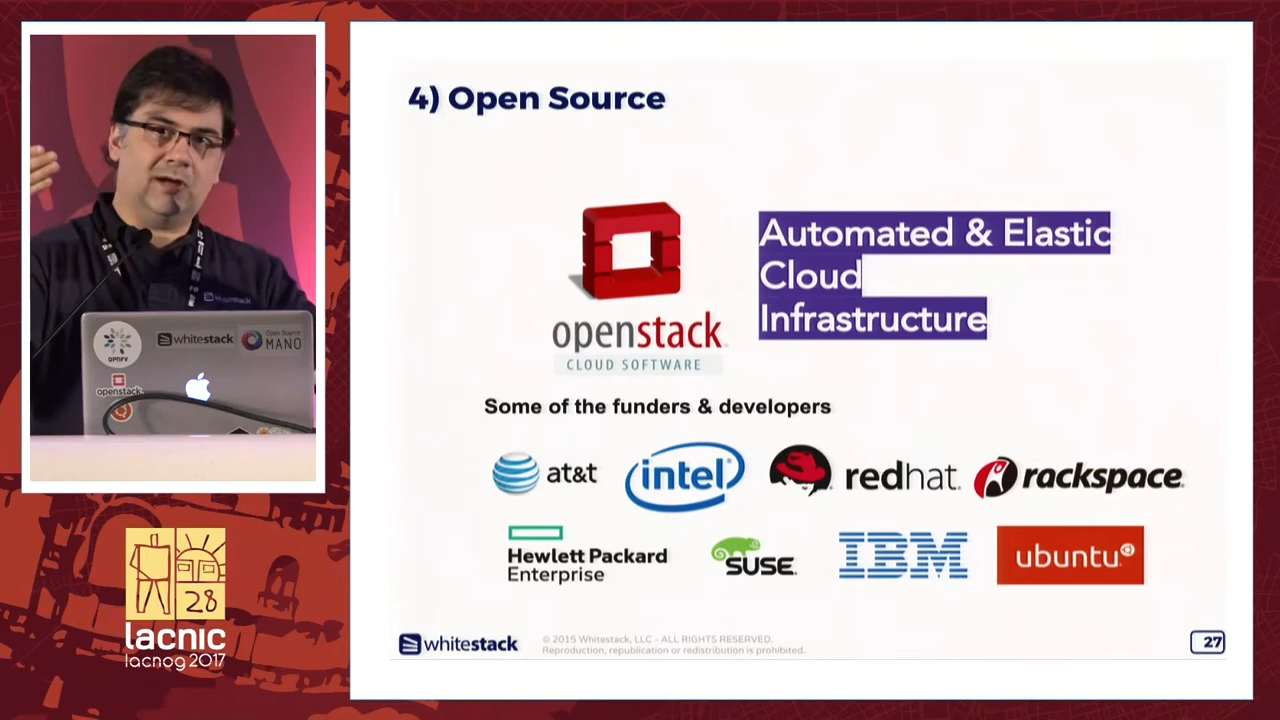 4) Open Source
openstack
CLOUD SOFTWARE
Automated & Elastic
Cloud
Infrastructure
Some of the funders & developers
at&t
intel
redhat.
rackspace
Hewlett Packard
Enterprise
SUSE
IBM
ubuntu
whitestack
© 2015 Whitestack, LLC - ALL RIGHTS RESERVED.
Reproduction, republication or redistribution is prohibited.
27
whitestack
OPNFV
whitestack
Open Source
MANO
openstack
28
lacnic
lacnog 2017